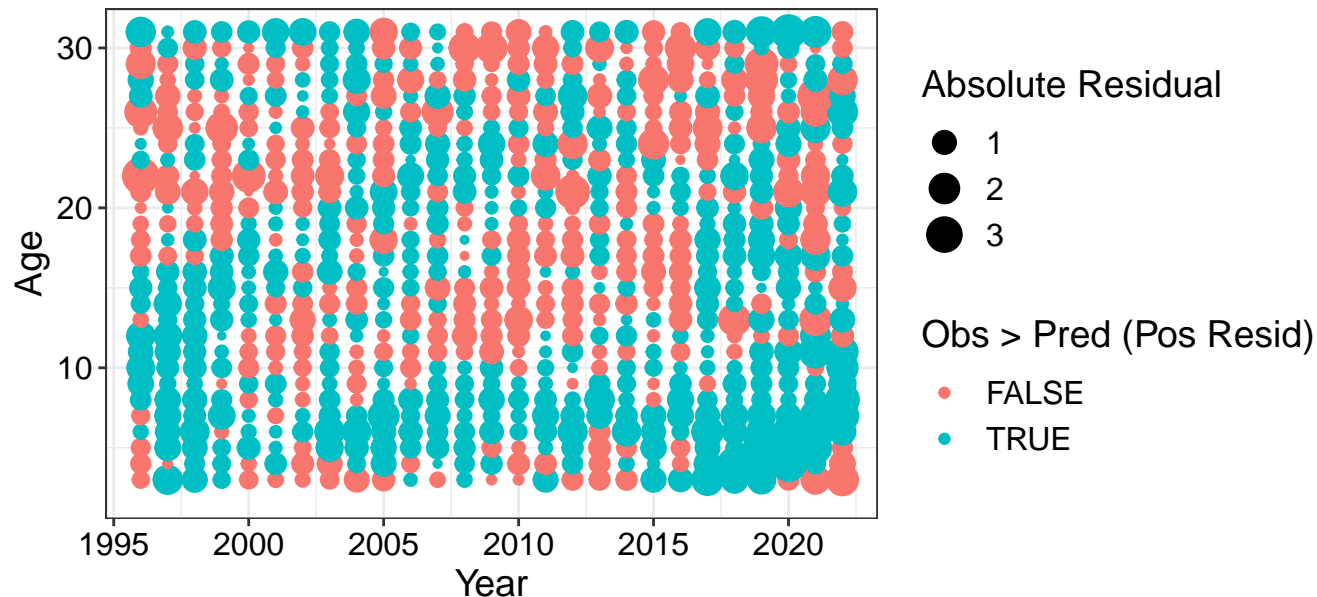 30
20
10
Age
1995
2000
2005
2010
2015
2020
Year
Absolute Residual
1
2
3
Obs > Pred (Pos Resid)
FALSE
TRUE